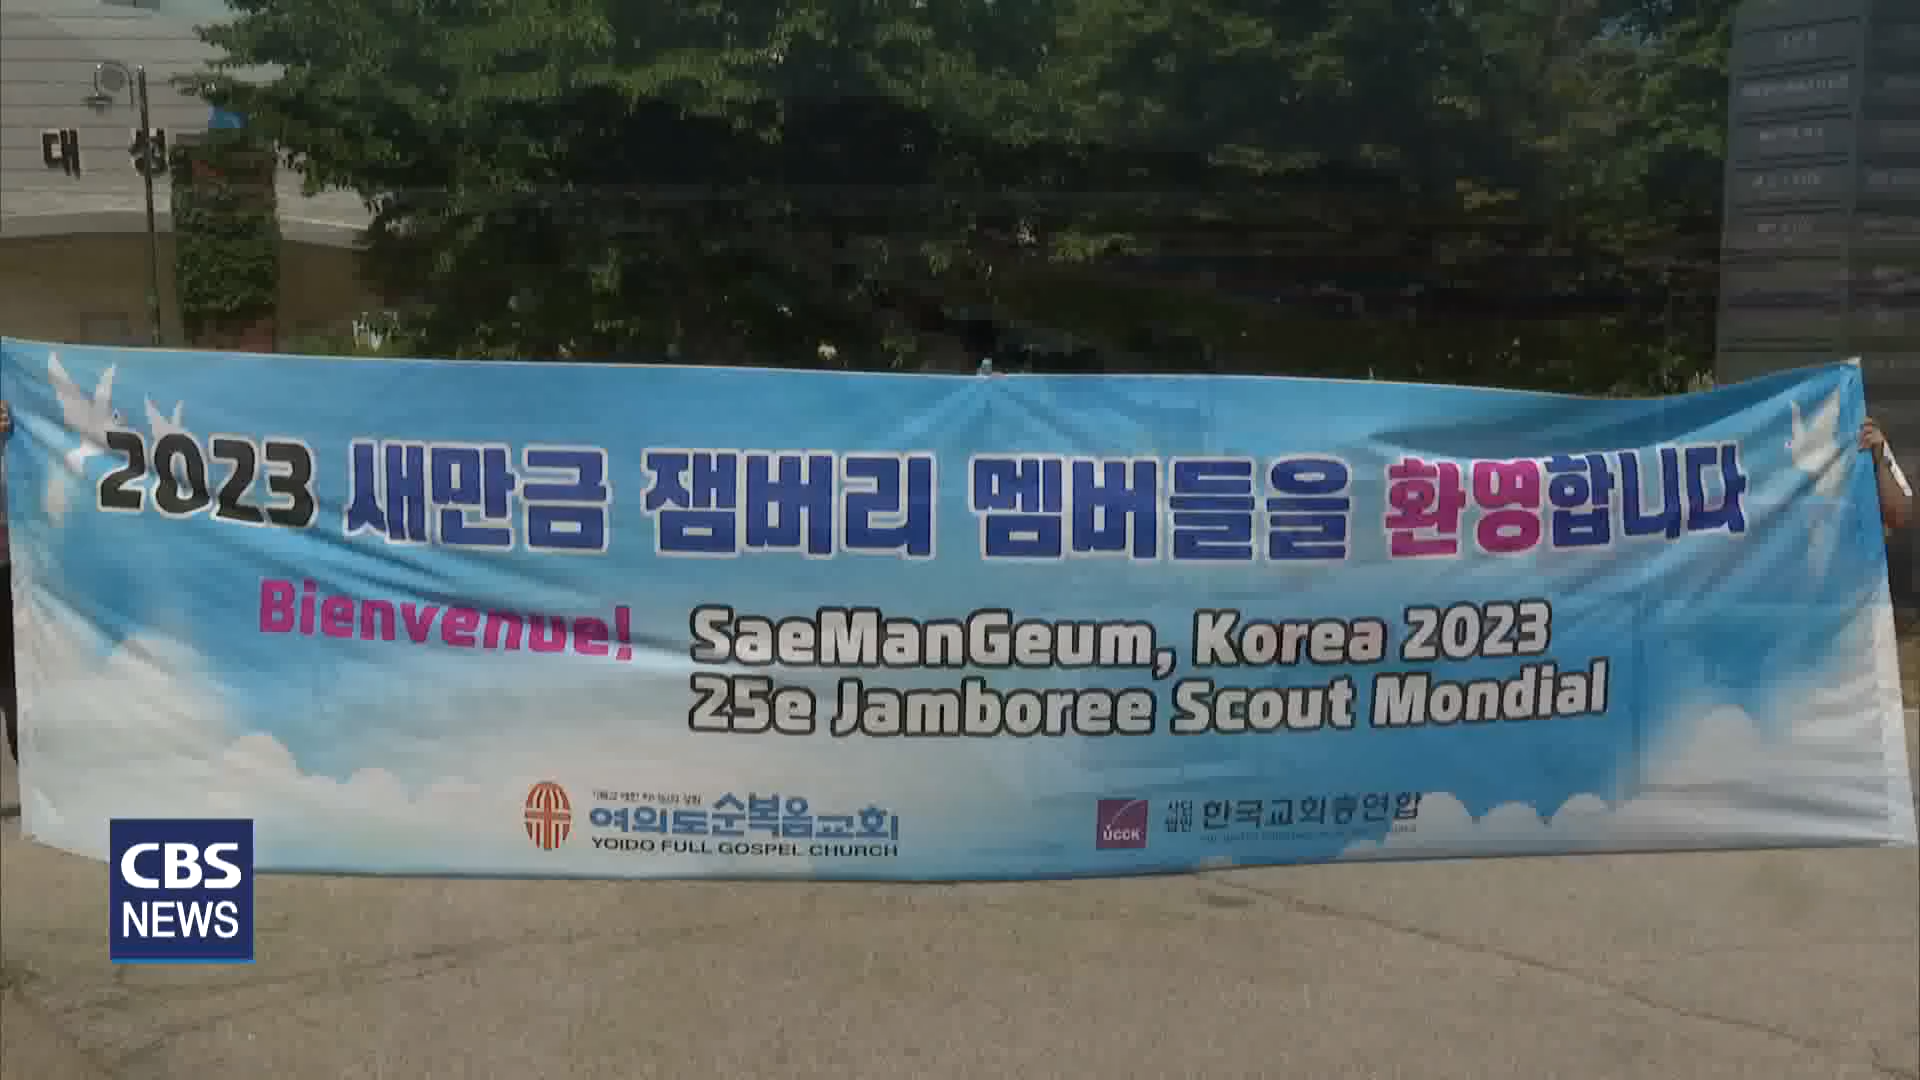 대
2023 새만금 잼버리 멤버들을 환영합니다
Bienvenue!
SaeManGeum, Korea 2023
25e Jamboree Scout Mondial
여의도순복음교회
YOIDO FULL GOSPEL CHURCH
UCCK
사단법인
한국교회총연합
CBS
NEWS